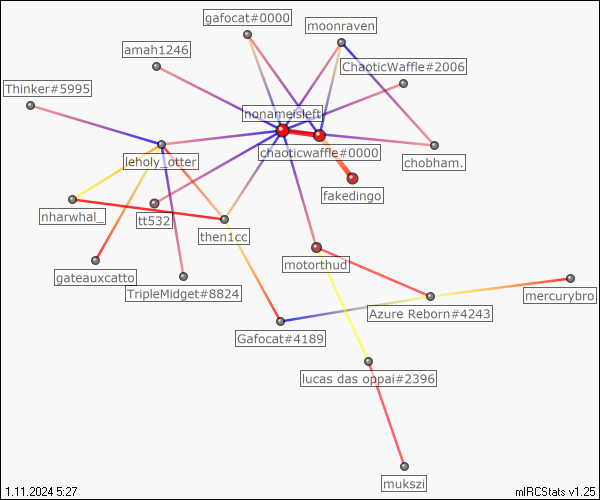 gafocat#0000
moonraven
amah1246
ChaoticWaffle#2006
Thinker#5995
nonameisleft
chaoticwaffle#0000
leholy_otter
chobham.
fakedingo
nharwhal_
tt532
then1cc
gateauxcatto
motorthud
TripleMidget#8824
mercurybro
Azure Reborn#4243
Gafocat#4189
lucas das oppai#2396
mukszi
1.11.2024 5:27
mIRCStats v1.25